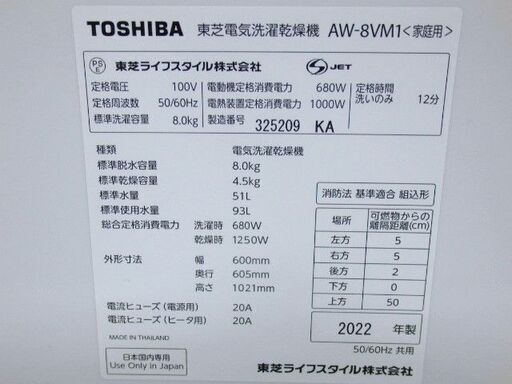 TOSHIBA 東芝電気洗濯乾燥機 AW-8VM1<家庭用>
PS E 東芝ライフスタイル株式会社 S JET
定格電圧 100V 電動機定格消費電力 680W 定格時間
定格周波数 50/60Hz 電熱装置定格消費電力 1000W 洗いのみ 12分
標準洗濯容量 8.0kg 製造番号 325209 KA
種類 電気洗濯乾燥機
標準脱水容量 8.0kg
標準乾燥容量 4.5kg
標準水量 51L
標準使用水量 93L
総合定格消費電力 洗濯時 680W
乾燥時 1250W
外形寸法 幅 600mm
奥行 605mm
高さ 1021mm
電流ヒューズ (電源用) 20A
電流ヒューズ (ヒータ用) 20A
MADE IN THAILAND
日本国内専用
Use Only in Japan
消防法 基準適合 組込形
場所 可燃物からの離隔距離(cm)
左方 5
右方 5
後方 2
下方 0
上方 50
2022 年製
50/60Hz 共用
東芝ライフスタイル株式会社